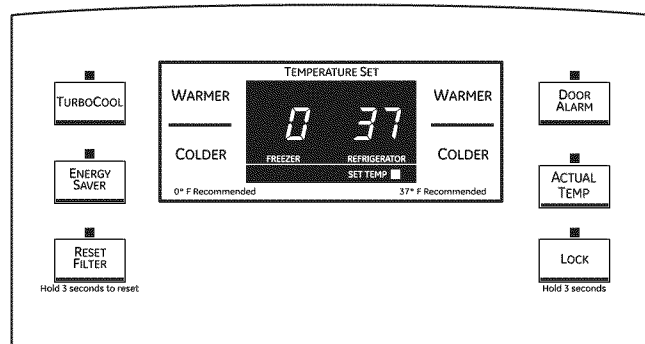 TEMPERATURE SET
TURBOCOOL
WARMER
WARMER
DOOR
ALARM
0
37
COLDER
FREEZER
REFRIGERATOR
COLDER
SET TEMP
ENERGY
SAVER
0° F Recommended
37° F Recommended
ACTUAL
TEMP
RESET
FILTER
Hold 3 seconds to reset
LOCK
Hold 3 seconds